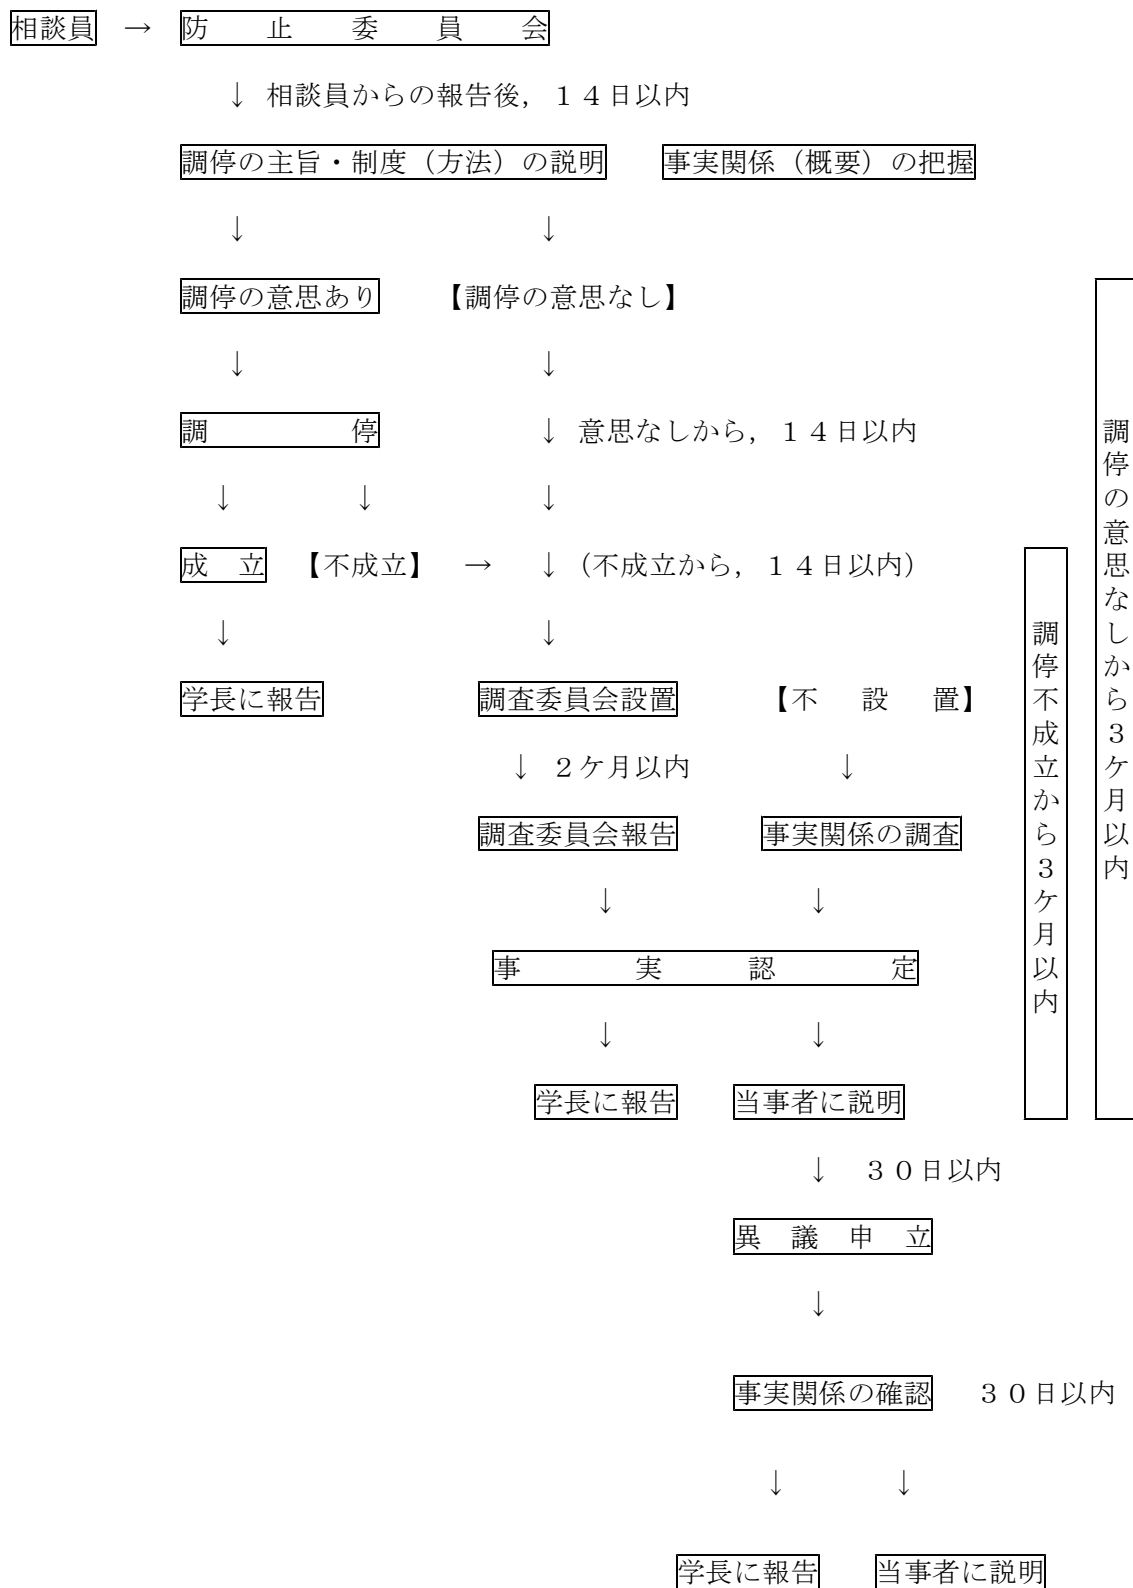 相談員 → 防 止 委 員 会
↓ 相談員からの報告後，１４日以内
調停の主旨・制度（方法）の説明 事実関係（概要）の把握
↓ ↓
調停の意思あり 【調停の意思なし】
↓ ↓
調 停 ↓ 意思なしから，１４日以内
↓ ↓ ↓
成 立 【不成立】 → ↓（不成立から，１４日以内）
↓ ↓
学長に報告 調査委員会設置 【不 設 置】
↓ ２ケ月以内 ↓
調査委員会報告 事実関係の調査
↓ ↓
事 実 認 定
↓ ↓
学長に報告 当事者に説明
↓ ３０日以内
異 議 申 立
↓
事実関係の確認 ３０日以内
↓ ↓
学長に報告 当事者に説明
調停不成立から３ケ月以内
調停の意思なしから３ケ月以内